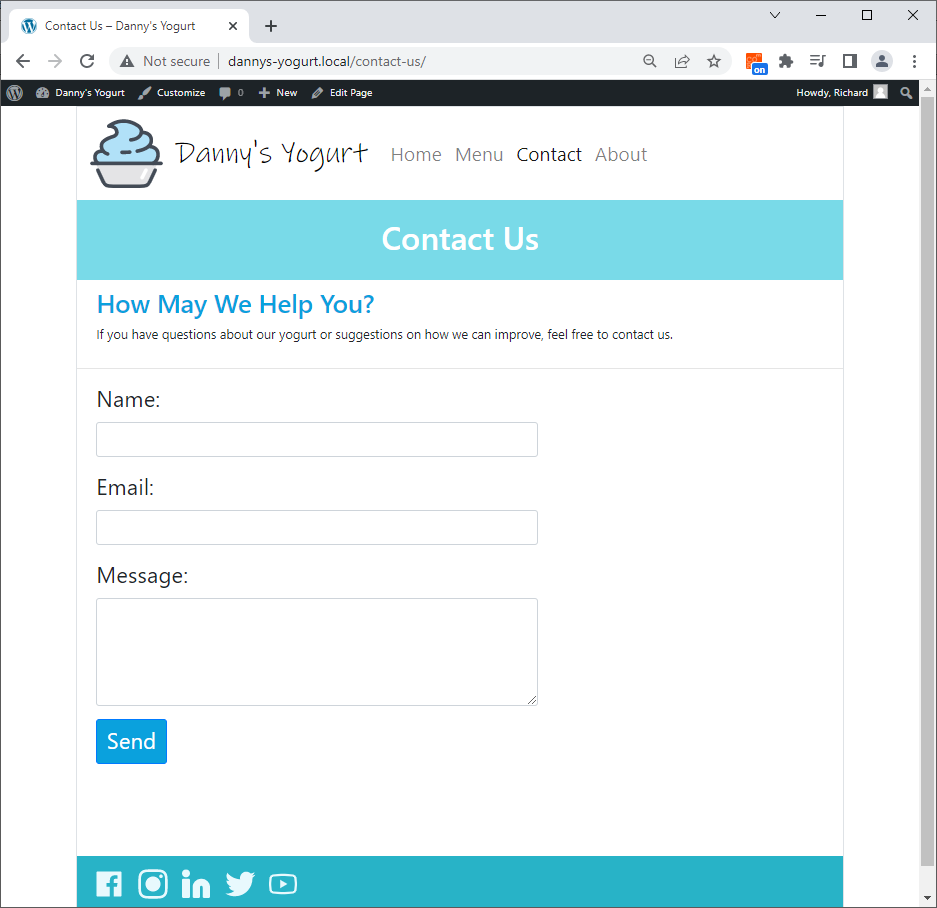 Contact Us – Danny's Yogurt
Not secure | dannys-yogurt.local/contact-us/
on
Danny's Yogurt Customize 0 New Edit Page Howdy, Richard
Danny's Yogurt Home Menu Contact About
Contact Us
How May We Help You?
If you have questions about our yogurt or suggestions on how we can improve, feel free to contact us.
Name:
Email:
Message:
Send